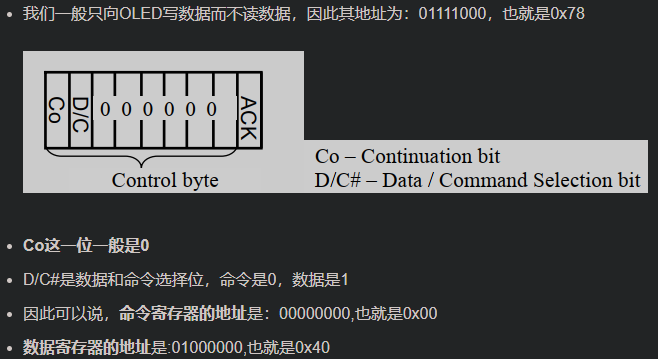 我们一般只向OLED写数据而不读数据，因此其地址为：01111000，也就是0x78
Co D/C 0 0 0 0 0 0 ACK
Control byte
Co – Continuation bit
D/C# – Data / Command Selection bit
Co这一位一般是0
D/C#是数据和命令选择位，命令是0，数据是1
因此可以说，命令寄存器的地址是：00000000,也就是0x00
数据寄存器的地址是:01000000,也就是0x40